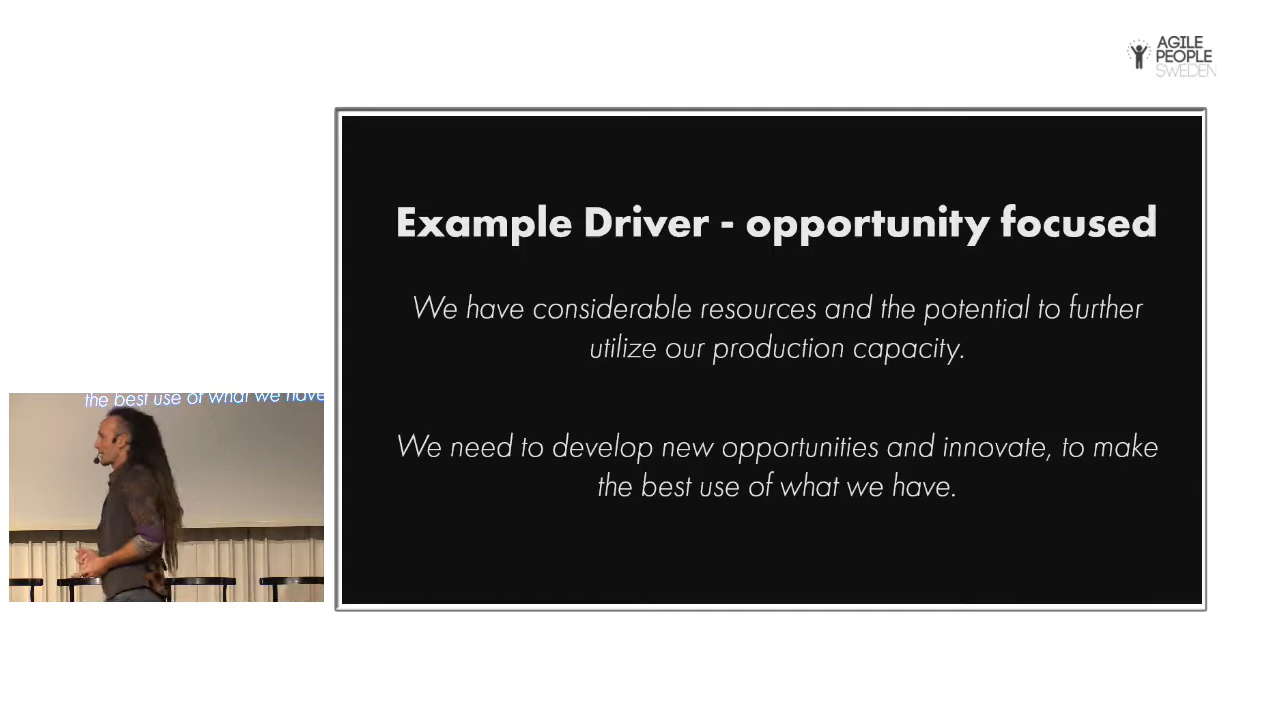 AGILE
PEOPLE
SWEDEN
Example Driver - opportunity focused
We have considerable resources and the potential to further
utilize our production capacity.
We need to develop new opportunities and innovate, to make
the best use of what we have.
the best use of what we have